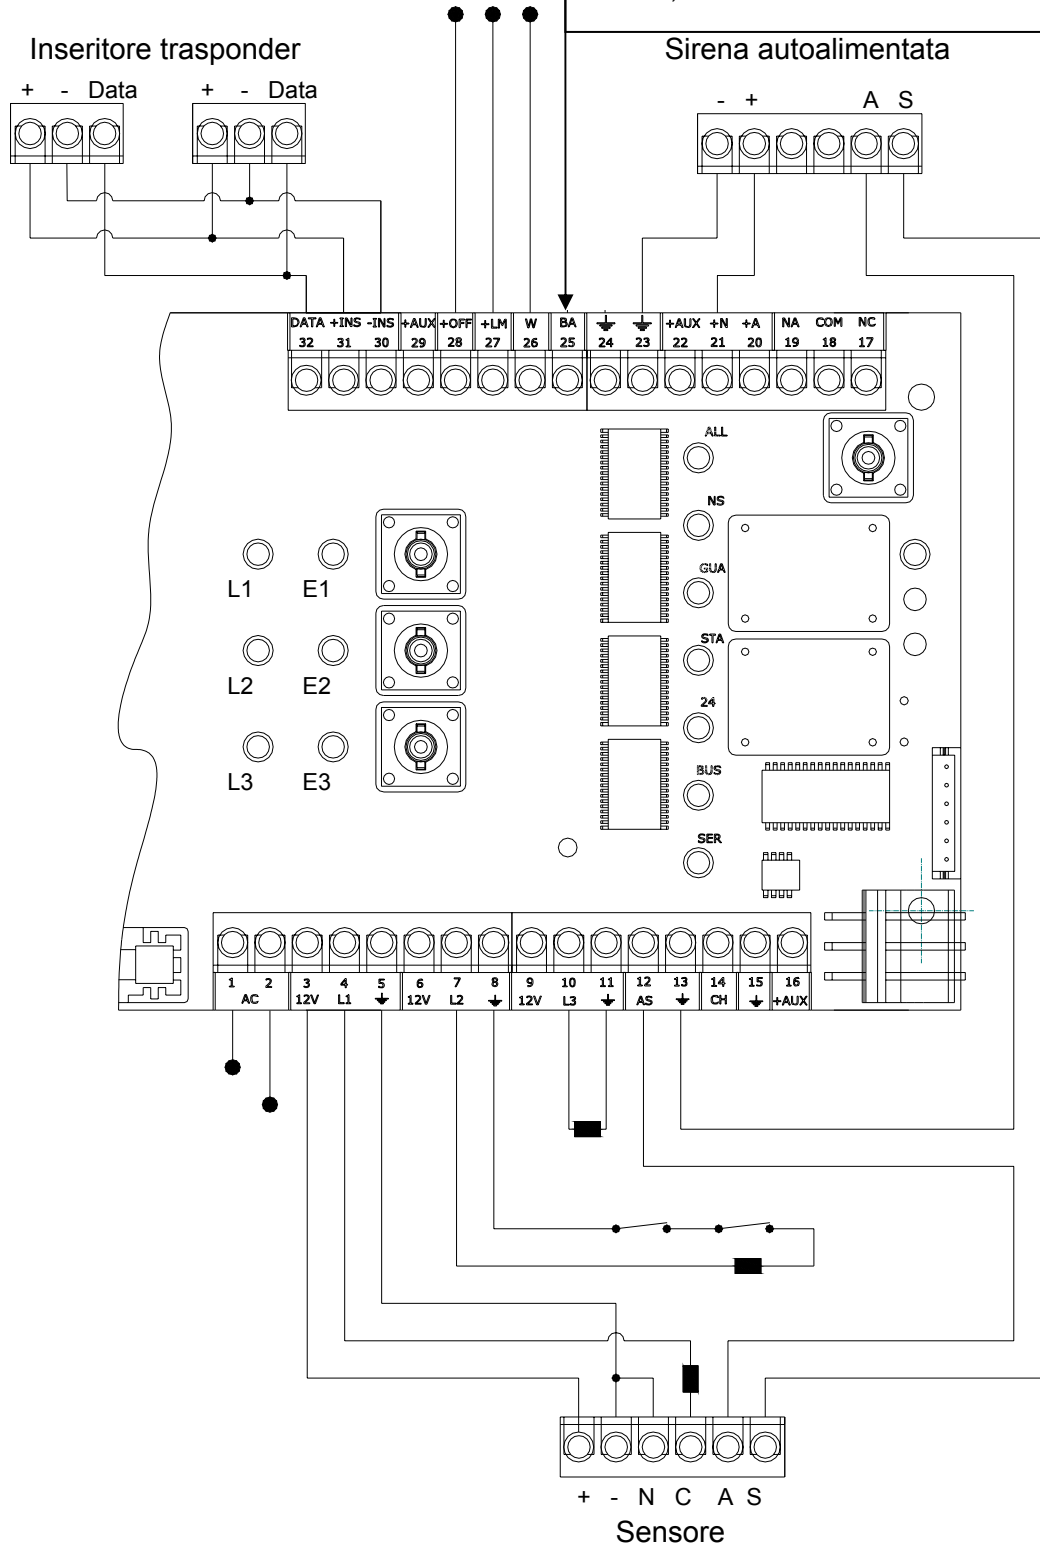 Inseritore trasponder
Sirena autoalimentata
+ - Data + - Data
- + A S
DATA +INS -INS +AUX +OFF +LM W BA +AUX +N +A NA COM NC
32 31 30 29 28 27 26 25 24 23 22 21 20 19 18 17
ALL
NS
GUA
STA
24
BUS
SER
L1 E1
L2 E2
L3 E3
1 2 3 4 5 6 7 8 9 10 11 12 13 14 15 16
AC 12V L1 12V L2 12V L3 AS CH +AUX
+ - N C A S
Sensore